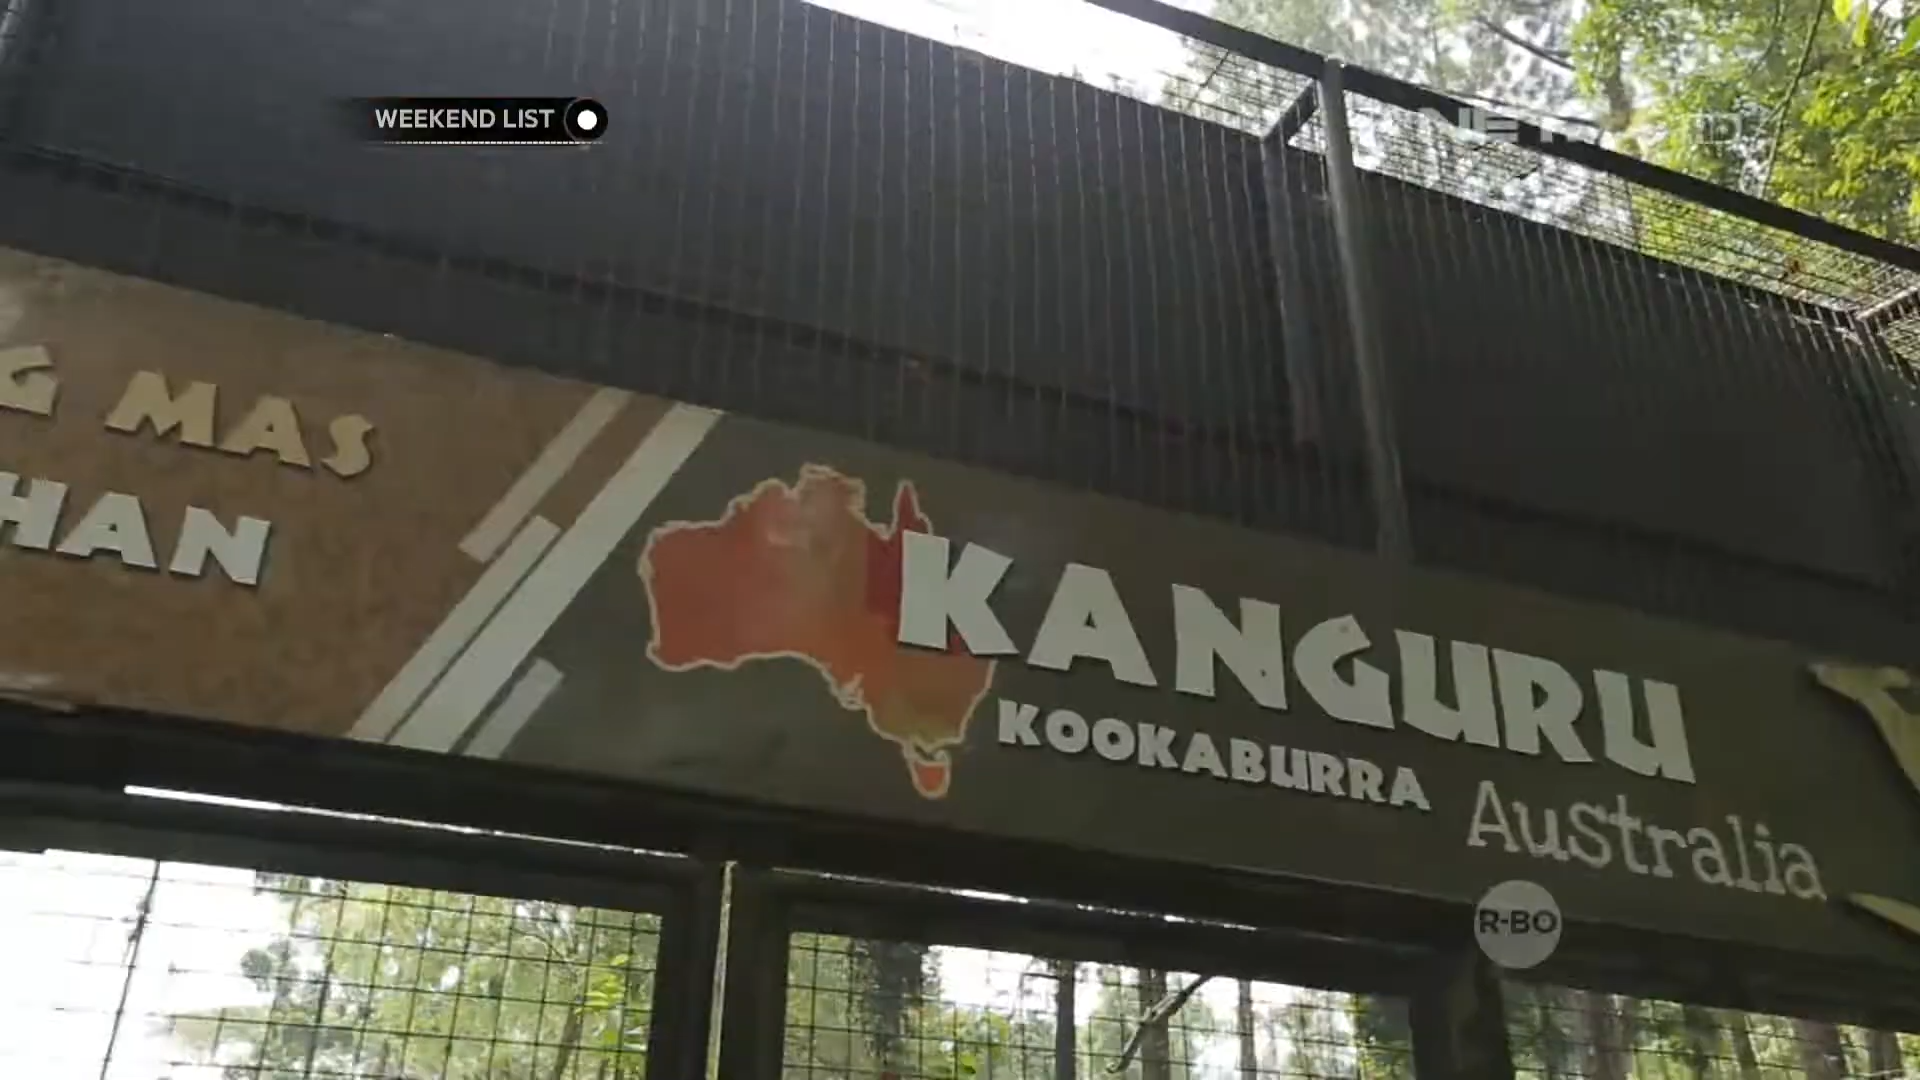 WEEKEND LIST
G MAS
HAN
KANGURU
KOOKABURRA
Australia
R-BO